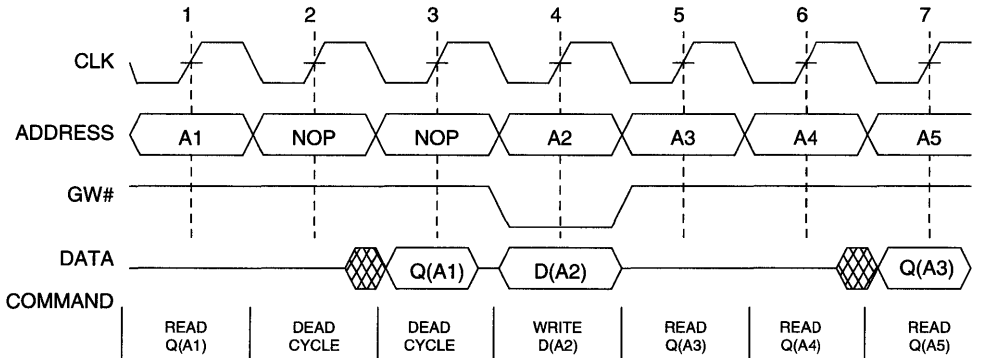 1 2 3 4 5 6 7
CLK
ADDRESS A1 NOP NOP A2 A3 A4 A5
GW#
DATA Q(A1) D(A2) Q(A3)
COMMAND
READ DEAD DEAD WRITE READ READ READ
Q(A1) CYCLE CYCLE D(A2) Q(A3) Q(A4) Q(A5)